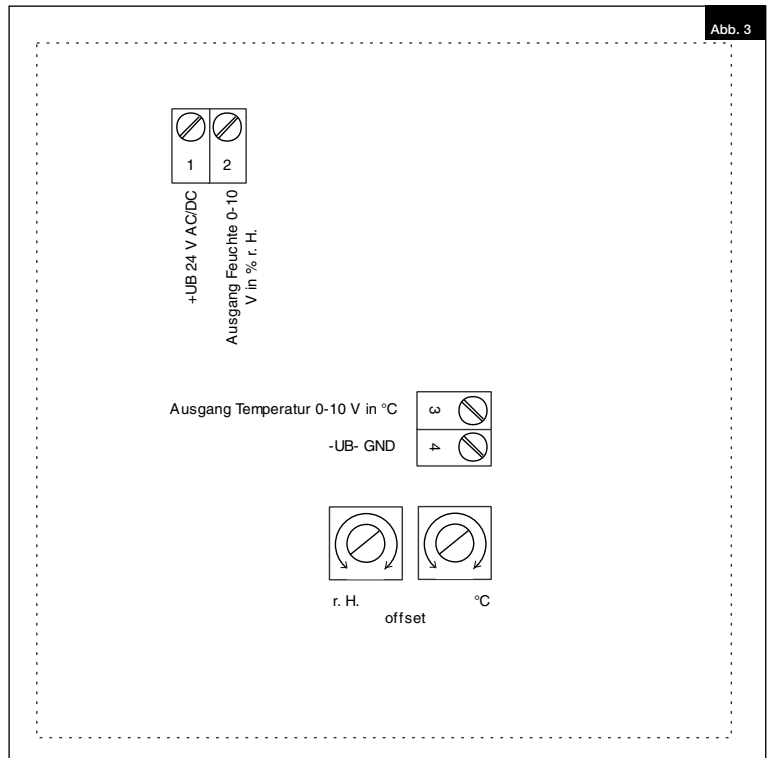 Abb. 3
1 2
+UB 24 V AC/DC
Ausgang Feuchte 0-10
V in % r. H.
Ausgang Temperatur 0-10 V in °C
3
-UB- GND
4
r. H.
°C
offset